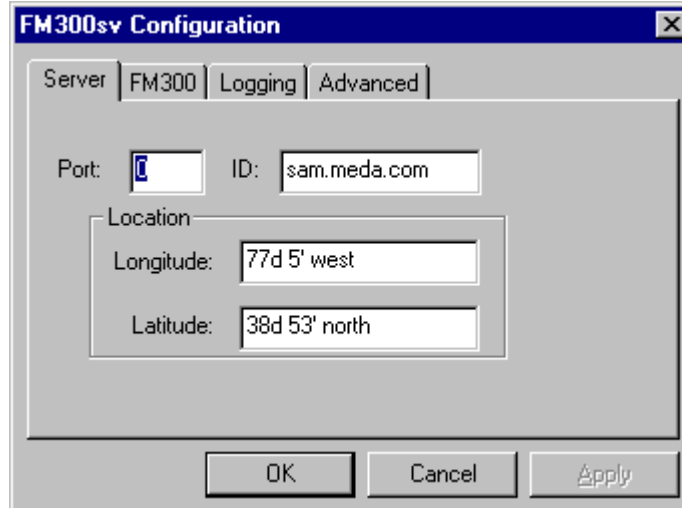 FM300sv Configuration
Server FM300 Logging Advanced
Port: 0 ID: sam.meda.com
Location
Longitude: 77d 5' west
Latitude: 38d 53' north
OK Cancel Apply